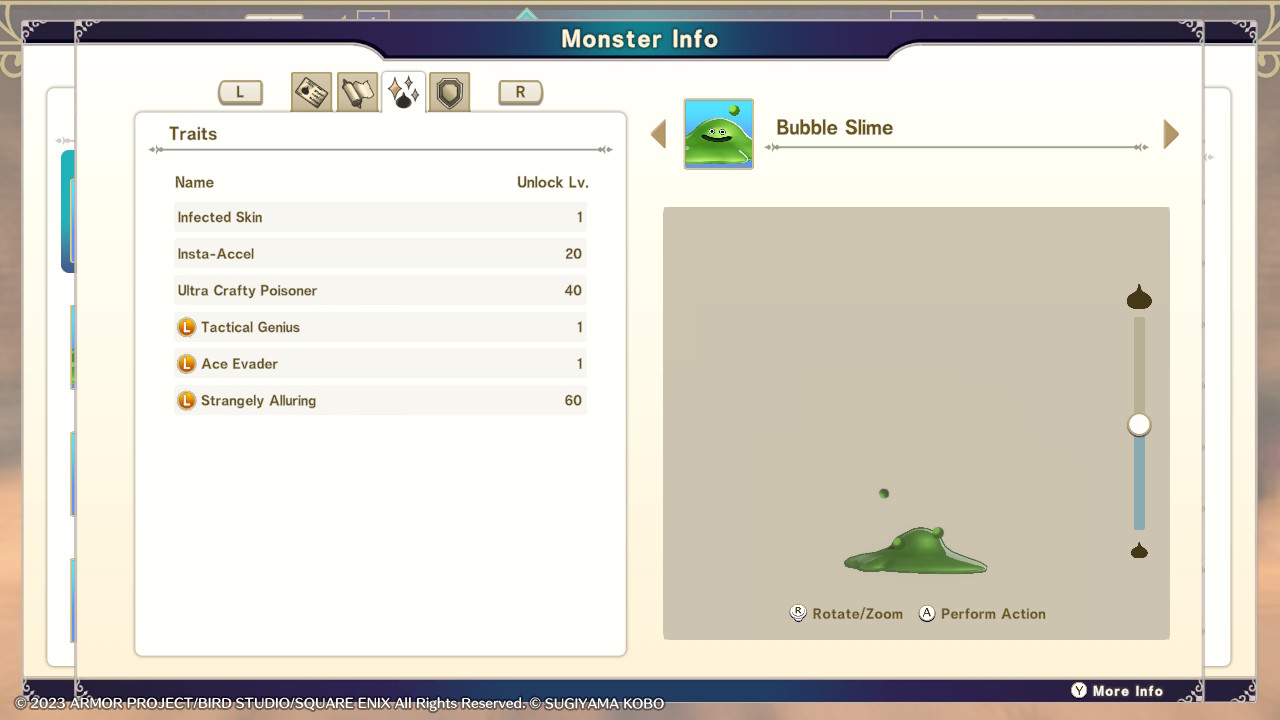 Monster Info
L
R
Traits
Name Unlock Lv.
Infected Skin 1
Insta-Accel 20
Ultra Crafty Poisoner 40
L Tactical Genius 1
L Ace Evader 1
L Strangely Alluring 60
Bubble Slime
R Rotate/Zoom A Perform Action
Y More Info
© 2023 ARMOR PROJECT/BIRD STUDIO/SQUARE ENIX All Rights Reserved. © SUGIYAMA KOBO